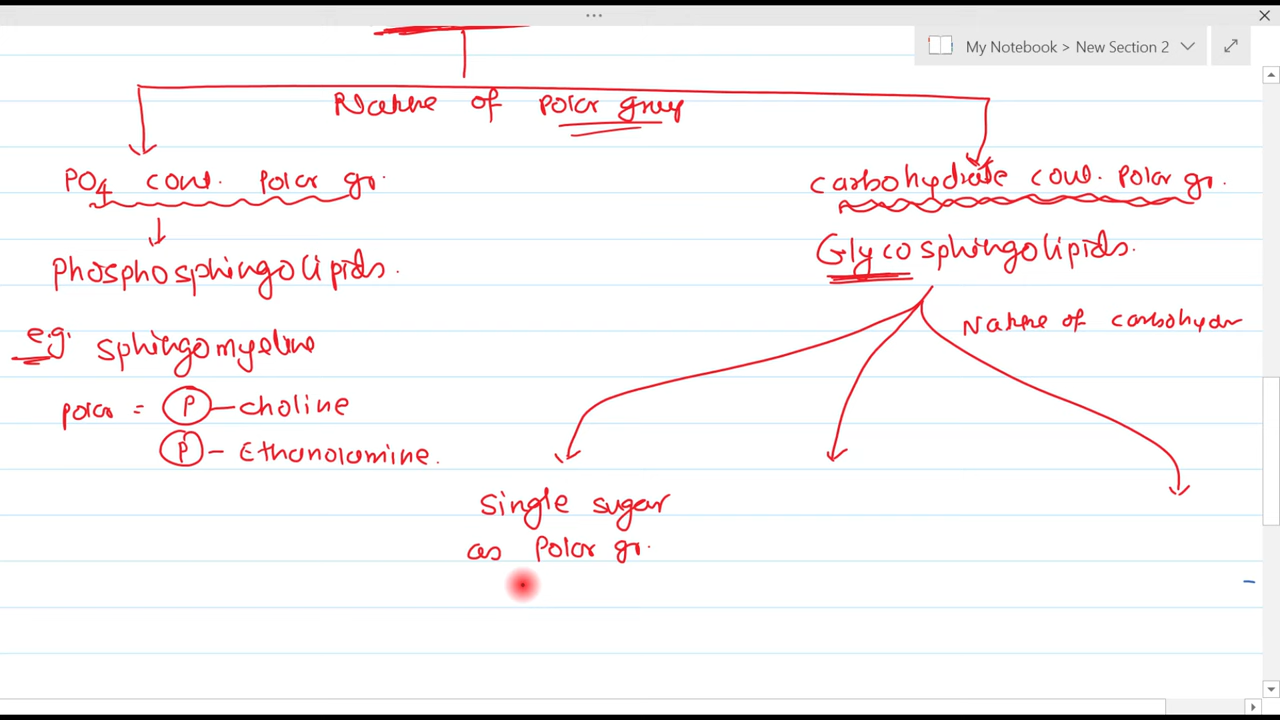 My Notebook > New Section 2
Nature of polar group
PO4 cont. Polar gr.
carbohydrate cont. Polar gr.
Phosphosphingolipids.
Glycosphingolipids.
Nature of carbohydr
e.g. sphingomyeline
polar = P - choline
P - Ethanolamine.
Single sugar
as Polar gr.